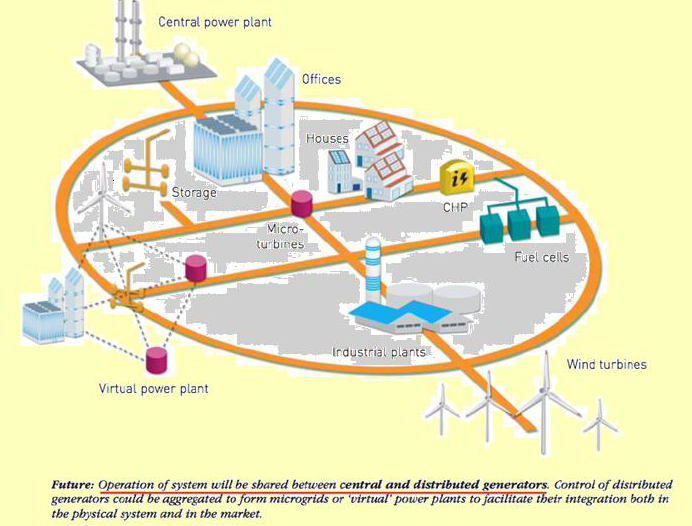 Central power plant
Offices
Houses
Storage
CHP
Micro-
turbines
Fuel cells
Industrial plants
Wind turbines
Virtual power plant
Future: Operation of system will be shared between central and distributed generators. Control of distributed
generators could be aggregated to form microgrids or 'virtual' power plants to facilitate their integration both in
the physical system and in the market.